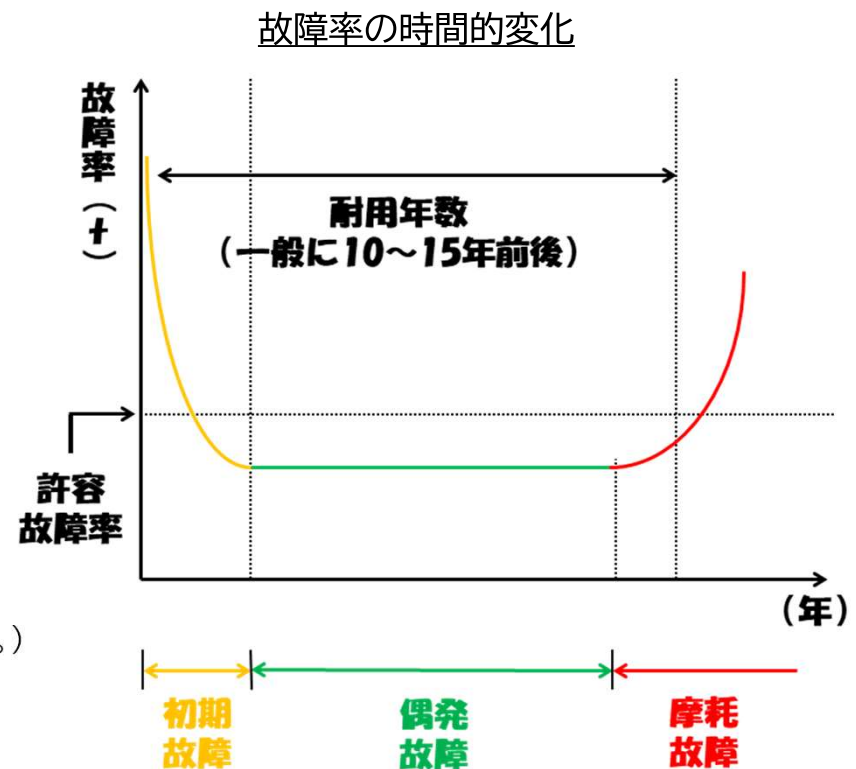 故障率の時間的変化
故障率(t)
耐用年数
(一般に10~15年前後)
許容
故障率
(年)
。)
初期
故障
偶発
故障
摩耗
故障